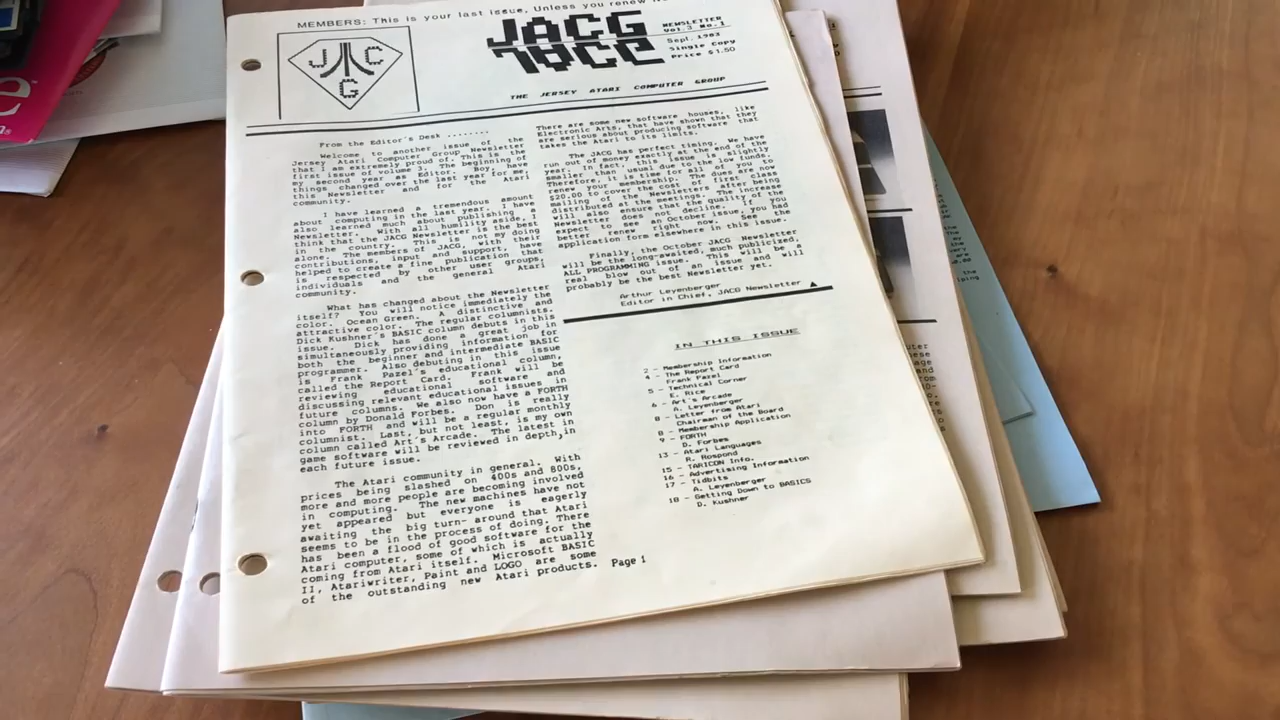 MEMBERS: This is your last issue, Unless you renew
JACG
NEWSLETTER
Vol.3 No.1
Sept. 1983
Single Copy
Price $1.50
J C
G
THE JERSEY ATARI COMPUTER GROUP
From the Editor's Desk ........
Welcome to another issue of the
Jersey Atari Computer Group Newsletter
that I am extremely proud of. This is the
first issue of volume 3. The beginning of
my second year as Editor. Boy, have
things changed over the last year for me,
this Newsletter and for the Atari
community.
I have learned a tremendous amount
about computing in the last year. I have
also learned much about publishing a
Newsletter. With all humility aside, I
think that the JACG Newsletter is the best
in the country. This is not my doing
alone. The members of JACG, with their
contributions, input and support, have
helped to create a fine publication that
is respected by other user groups,
individuals and the general Atari
community.
What has changed about the Newsletter
itself? You will notice immediately the
color. Ocean Green. A distinctive and
attractive color. The regular columnists.
Dick Kushner's BASIC column debuts in this
issue. Dick has done a great job in
simultaneously providing information for
both the beginner and intermediate BASIC
programmer. Also debuting in this issue
is Frank Pazel's educational column,
called the Report Card. Frank will be
reviewing educational software and
discussing relevant educational issues in
future columns. We also now have a FORTH
column by Donald Forbes. Don is really
into FORTH and will be a regular monthly
columnist. Last, but not least, is my own
column called Art's Arcade. The latest in
game software will be reviewed in depth,in
each future issue.
The Atari community in general. With
prices being slashed on 400s and 800s,
more and more people are becoming involved
in computing. The new machines have not
yet appeared but everyone is eagerly
awaiting the big turn- around that Atari
seems to be in the process of doing. There
has been a flood of good software for the
Atari computer, some of which is actually
coming from Atari itself. Microsoft BASIC
II, Atariwriter, Paint and LOGO are some
of the outstanding new Atari products.
There are some new software houses, like
Electronic Arts, that have shown that they
are serious about producing software that
takes the Atari to its limits.
The JACG has perfect timing. We have
run out of money exactly at the end of the
year. In fact, this issue is slightly
smaller than usual due to the low funds.
Therefore, it is time for all of you to
renew your membership. The dues are now
$20.00 to cover the cost of first class
mailing of the Newsletters after being
distributed at the meetings. The increase
will also ensure that the quality of the
Newsletter does not decline. If you
expect to see an October issue, you had
better renew right now. See the
application form elsewhere in this issue.
Finally, the October JACG Newsletter
will be the long-awaited, much publicized,
ALL PROGRAMMING issue. This will be a
real blow out of an issue and will
probably be the best Newsletter yet.
Arthur Leyenberger
Editor in Chief, JACG Newsletter
IN THIS ISSUE
2 - Membership Information
4 - The Report Card
Frank Pazel
5 - Technical Corner
E. Rice
6 - Art's Arcade
A. Leyenberger
8 - Letter from Atari
Chairman of the Board
8 - Membership Application
9 - FORTH
D. Forbes
13 - Atari Languages
R. Rospond
15 - TARICON Info.
16 - Advertising Information
17 - Tidbits
A. Leyenberger
18 - Getting Down to BASICS
D. Kushner
Page 1